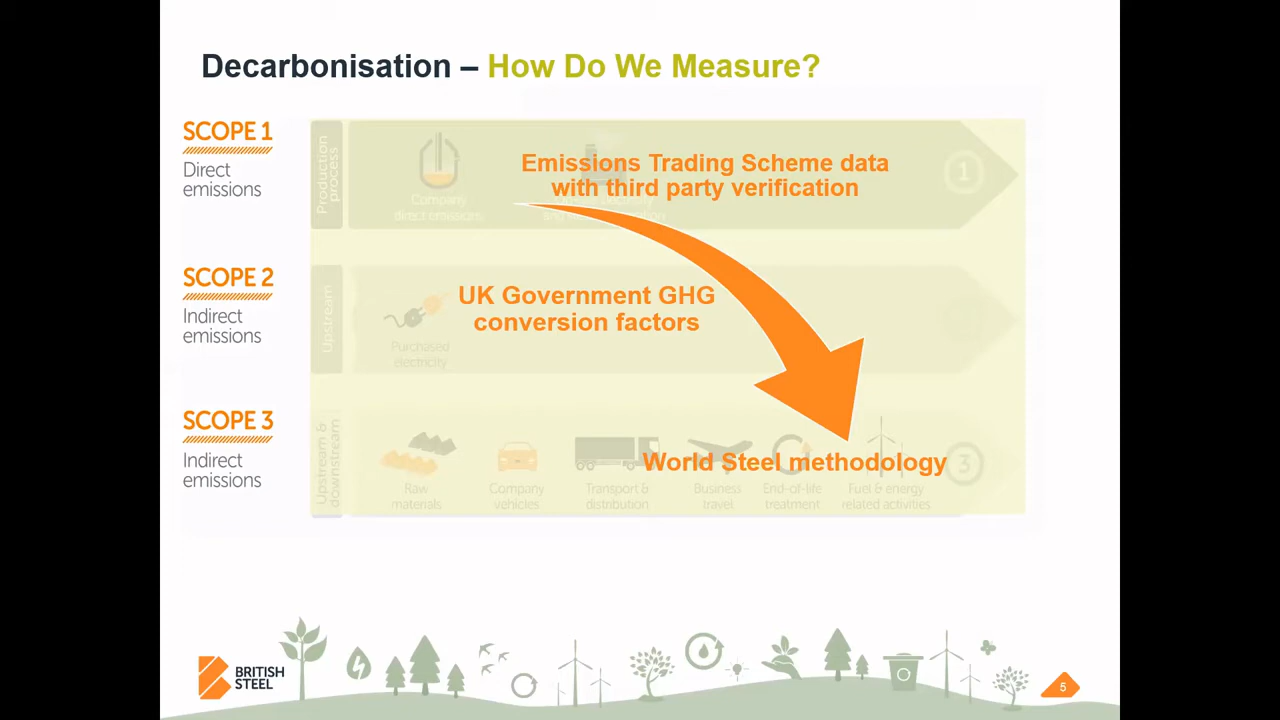 Decarbonisation – How Do We Measure?
SCOPE 1
Direct
emissions
Production
process
Company
direct emissions
Emissions Trading Scheme data
with third party verification
1
SCOPE 2
Indirect
emissions
Upstream
Purchased
electricity
UK Government GHG
conversion factors
SCOPE 3
Indirect
emissions
Upstream &
downstream
World Steel methodology
3
Raw
materials
Company
vehicles
Transport &
distribution
Business
travel
End-of-life
treatment
Fuel & energy
related activities
BRITISH
STEEL
5